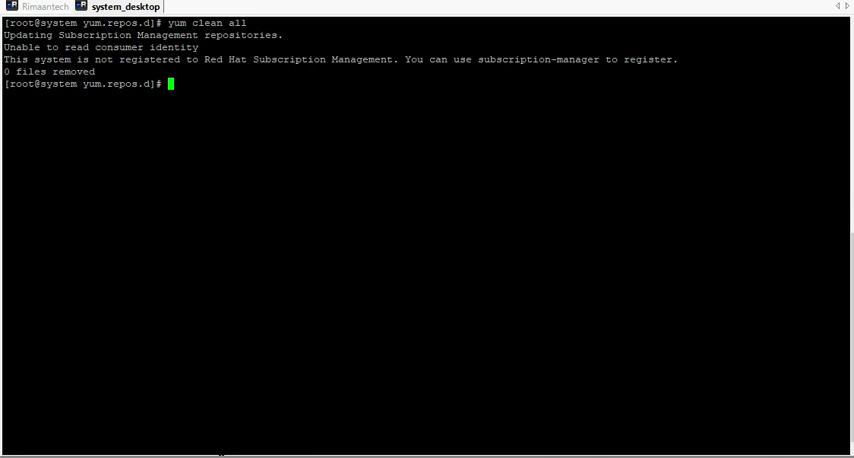 Rimaantech system_desktop
[root@system yum.repos.d]# yum clean all
Updating Subscription Management repositories.
Unable to read consumer identity
This system is not registered to Red Hat Subscription Management. You can use subscription-manager to register.
0 files removed
[root@system yum.repos.d]#